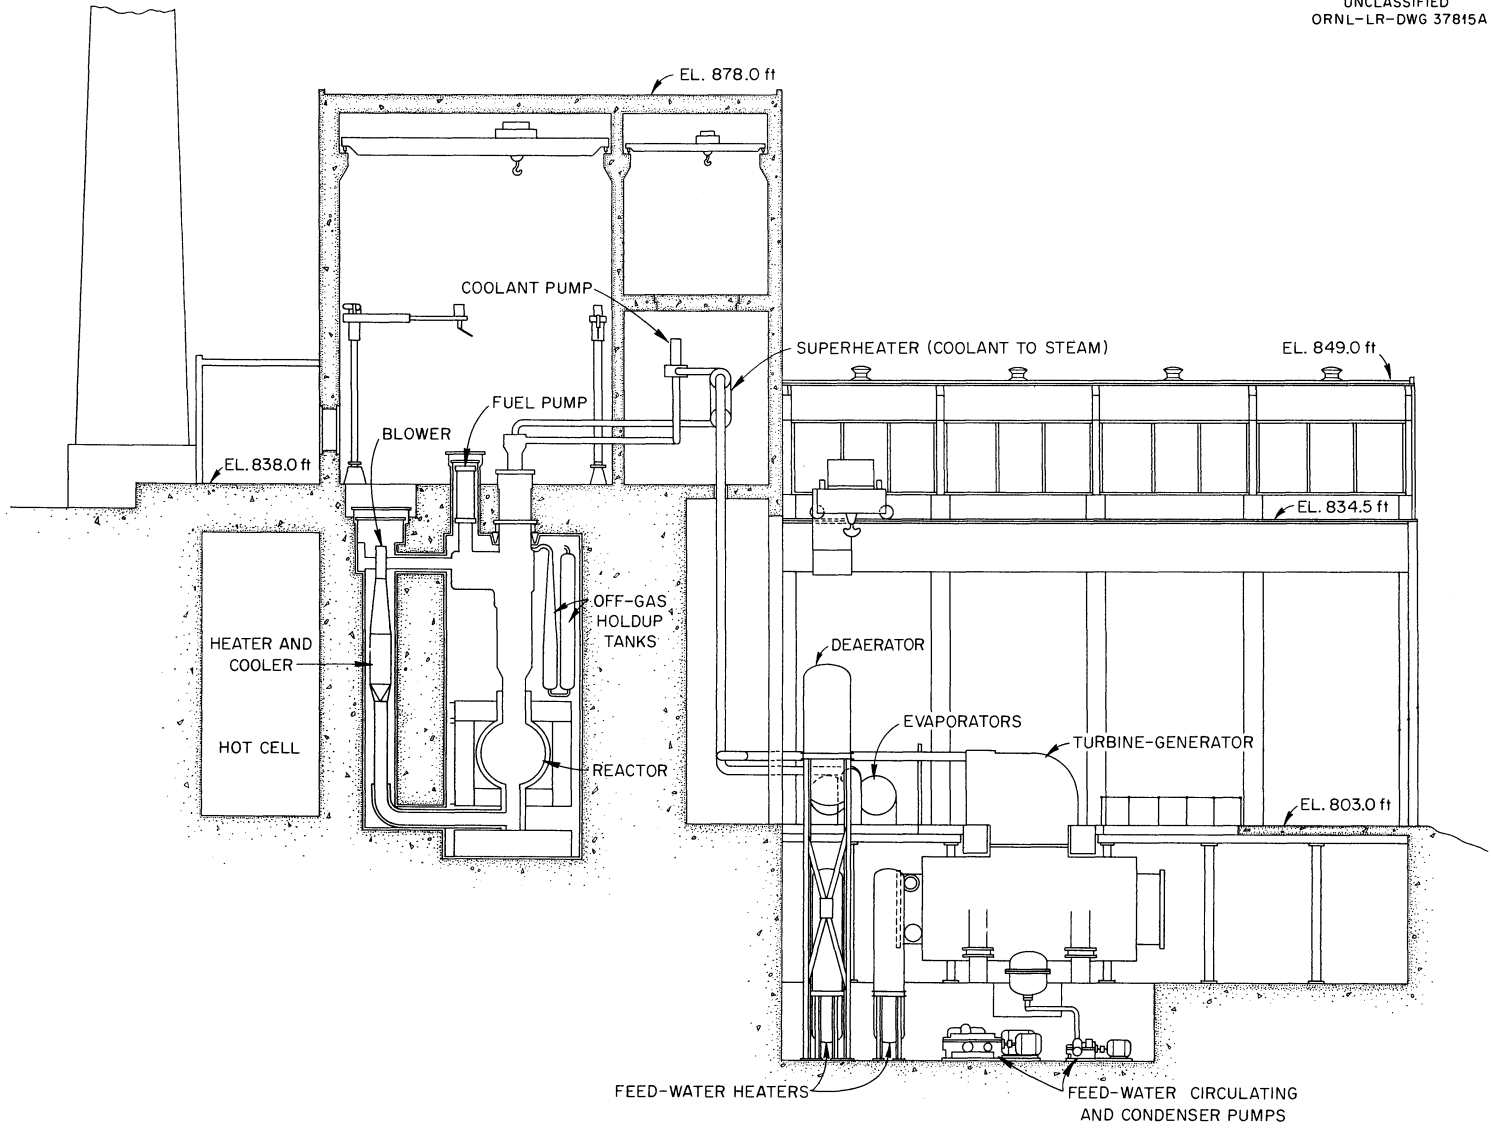 UNCLASSIFIED
ORNL-LR-DWG 37815A
EL. 878.0 ft
COOLANT PUMP
SUPERHEATER (COOLANT TO STEAM)
EL. 849.0 ft
FUEL PUMP
BLOWER
EL. 838.0 ft
EL. 834.5 ft
OFF-GAS
HOLDUP
TANKS
HEATER AND
COOLER
DEAERATOR
EVAPORATORS
HOT CELL
TURBINE-GENERATOR
REACTOR
EL. 803.0 ft
FEED-WATER HEATERS
FEED-WATER CIRCULATING
AND CONDENSER PUMPS